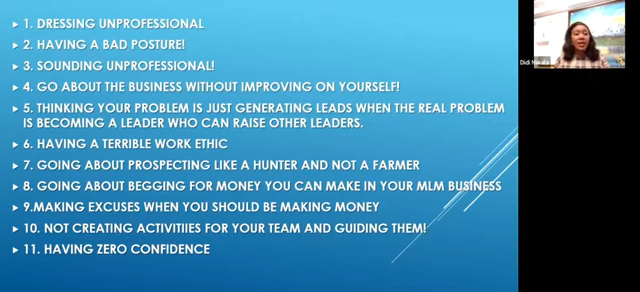 1. DRESSING UNPROFESSIONAL
2. HAVING A BAD POSTURE!
3. SOUNDING UNPROFESSIONAL!
4. GO ABOUT THE BUSINESS WITHOUT IMPROVING ON YOURSELF!
5. THINKING YOUR PROBLEM IS JUST GENERATING LEADS WHEN THE REAL PROBLEM
IS BECOMING A LEADER WHO CAN RAISE OTHER LEADERS.
6. HAVING A TERRIBLE WORK ETHIC
7. GOING ABOUT PROSPECTING LIKE A HUNTER AND NOT A FARMER
8. GOING ABOUT BEGGING FOR MONEY YOU CAN MAKE IN YOUR MLM BUSINESS
9.MAKING EXCUSES WHEN YOU SHOULD BE MAKING MONEY
10. NOT CREATING ACTIVITIIES FOR YOUR TEAM AND GUIDING THEM!
11. HAVING ZERO CONFIDENCE
Didi